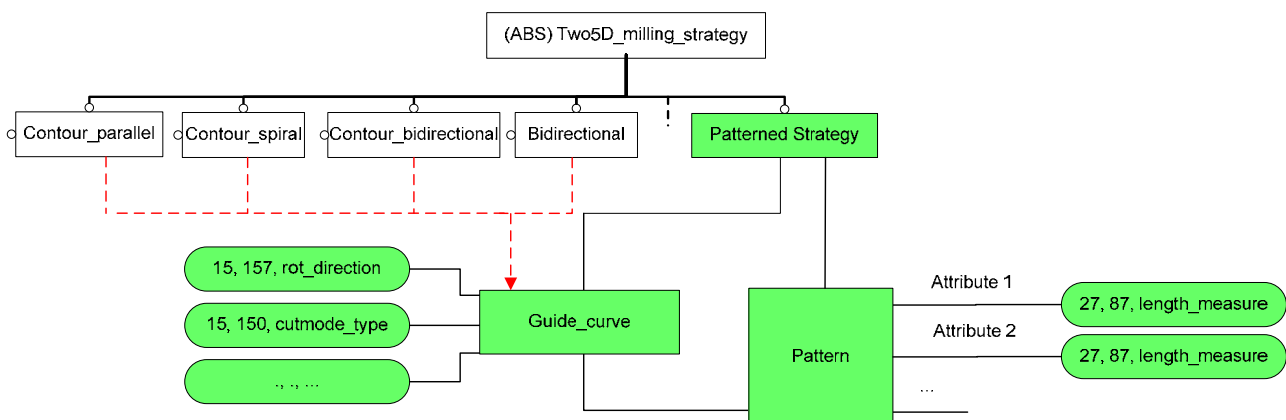 (ABS) Two5D_milling_strategy
Contour_parallel
Contour_spiral
Contour_bidirectional
Bidirectional
Patterned Strategy
15, 157, rot_direction
15, 150, cutmode_type
., ., ...
Guide_curve
Pattern
Attribute 1
27, 87, length_measure
Attribute 2
27, 87, length_measure
...